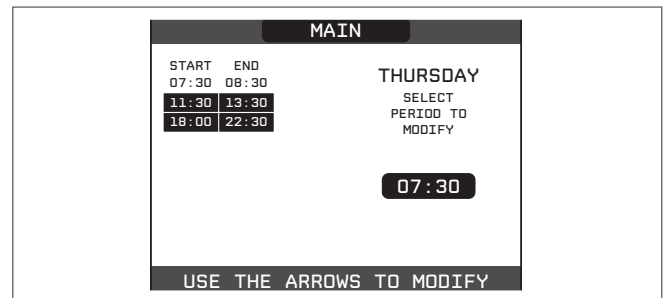 MAIN
START END
07:30 08:30
11:30 13:30
18:00 22:30
THURSDAY
SELECT
PERIOD TO
MODIFY
07:30
USE THE ARROWS TO MODIFY